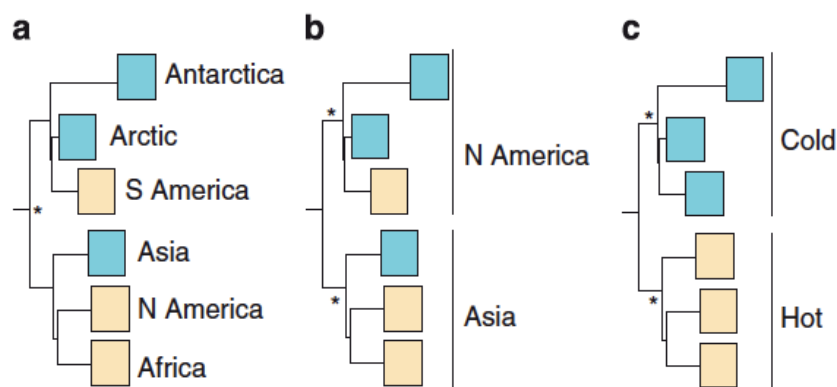 a
Antarctica
Arctic
S America
*
Asia
N America
Africa
b
*
N America
*
Asia
c
*
Cold
*
Hot